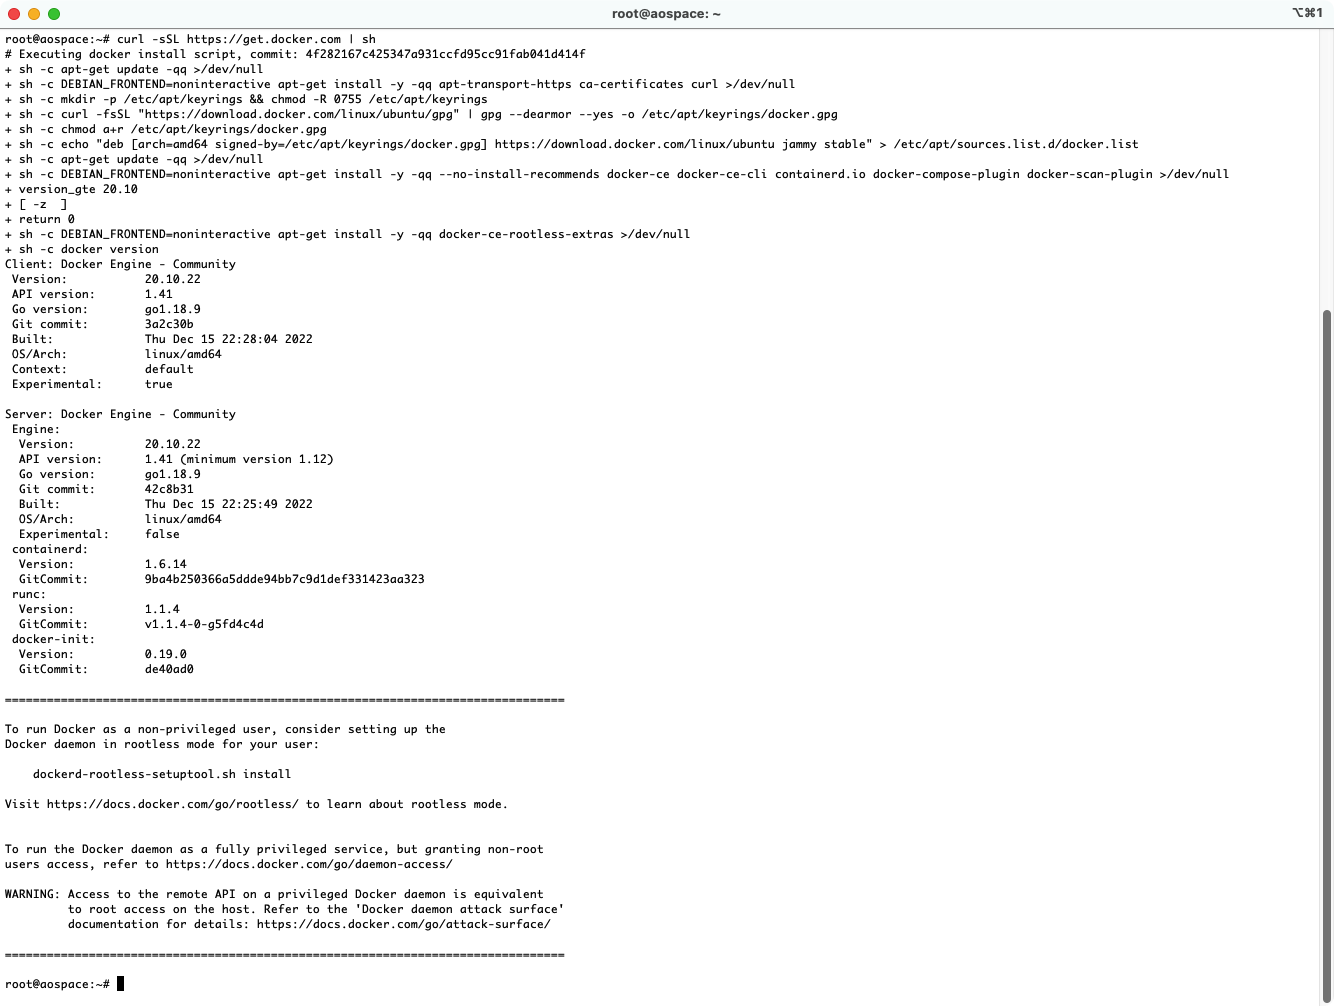 root@aospace: ~
⌥⌘1
root@aospace:~# curl -sSL https://get.docker.com | sh
# Executing docker install script, commit: 4f282167c425347a931ccfd95cc91fab041d414f
+ sh -c apt-get update -qq >/dev/null
+ sh -c DEBIAN_FRONTEND=noninteractive apt-get install -y -qq apt-transport-https ca-certificates curl >/dev/null
+ sh -c mkdir -p /etc/apt/keyrings && chmod -R 0755 /etc/apt/keyrings
+ sh -c curl -fsSL "https://download.docker.com/linux/ubuntu/gpg" | gpg --dearmor --yes -o /etc/apt/keyrings/docker.gpg
+ sh -c chmod a+r /etc/apt/keyrings/docker.gpg
+ sh -c echo "deb [arch=amd64 signed-by=/etc/apt/keyrings/docker.gpg] https://download.docker.com/linux/ubuntu jammy stable" > /etc/apt/sources.list.d/docker.list
+ sh -c apt-get update -qq >/dev/null
+ sh -c DEBIAN_FRONTEND=noninteractive apt-get install -y -qq --no-install-recommends docker-ce docker-ce-cli containerd.io docker-compose-plugin docker-scan-plugin >/dev/null
+ version_gte 20.10
+ [ -z  ]
+ return 0
+ sh -c DEBIAN_FRONTEND=noninteractive apt-get install -y -qq docker-ce-rootless-extras >/dev/null
+ sh -c docker version
Client: Docker Engine - Community
 Version:           20.10.22
 API version:       1.41
 Go version:        go1.18.9
 Git commit:        3a2c30b
 Built:             Thu Dec 15 22:28:04 2022
 OS/Arch:           linux/amd64
 Context:           default
 Experimental:      true

Server: Docker Engine - Community
 Engine:
  Version:          20.10.22
  API version:      1.41 (minimum version 1.12)
  Go version:       go1.18.9
  Git commit:       42c8b31
  Built:            Thu Dec 15 22:25:49 2022
  OS/Arch:          linux/amd64
  Experimental:     false
 containerd:
  Version:          1.6.14
  GitCommit:        9ba4b250366a5ddde94bb7c9d1def331423aa323
 runc:
  Version:          1.1.4
  GitCommit:        v1.1.4-0-g5fd4c4d
 docker-init:
  Version:          0.19.0
  GitCommit:        de40ad0

================================================================================

To run Docker as a non-privileged user, consider setting up the
Docker daemon in rootless mode for your user:

    dockerd-rootless-setuptool.sh install

Visit https://docs.docker.com/go/rootless/ to learn about rootless mode.


To run the Docker daemon as a fully privileged service, but granting non-root
users access, refer to https://docs.docker.com/go/daemon-access/

WARNING: Access to the remote API on a privileged Docker daemon is equivalent
         to root access on the host. Refer to the 'Docker daemon attack surface'
         documentation for details: https://docs.docker.com/go/attack-surface/

================================================================================

root@aospace:~#